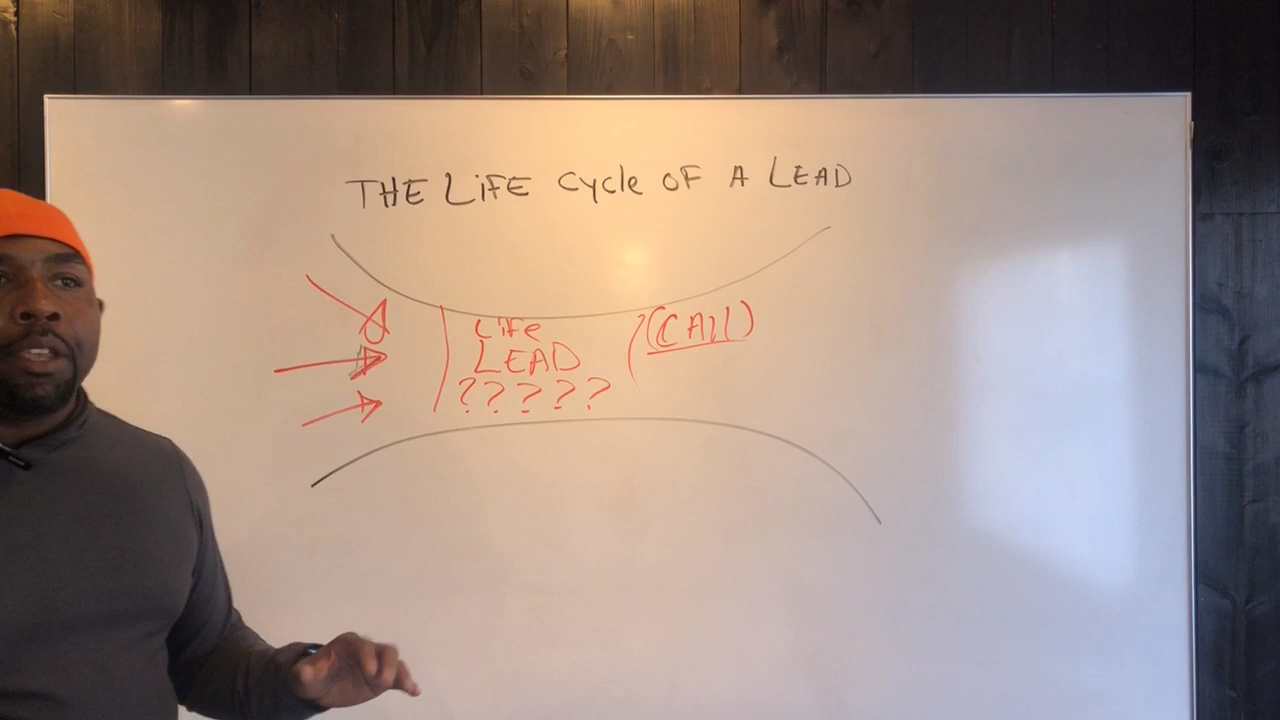 THE LiFE Cycle OF A LEAD
LiFe
LEAD
?????
(CAll)